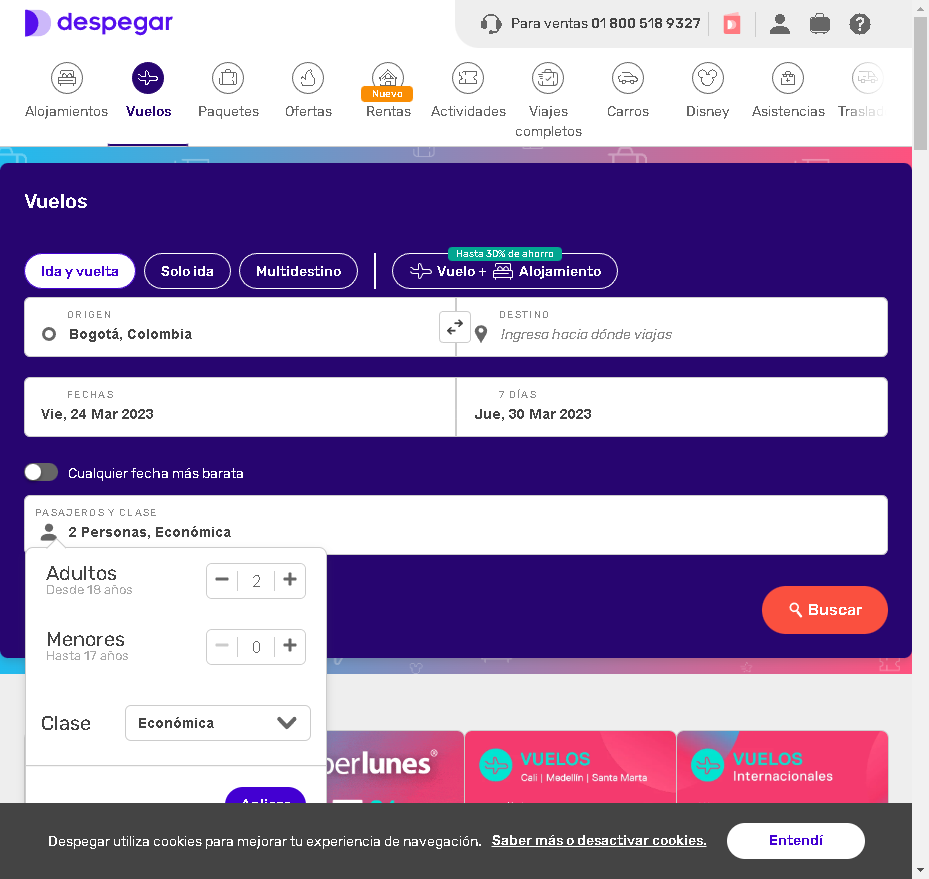 despegar
Para ventas 01 800 518 9327
Alojamientos
Vuelos
Paquetes
Ofertas
Nuevo
Rentas
Actividades
Viajes
completos
Carros
Disney
Asistencias
Traslad
Vuelos
Hasta 30% de ahorro
Ida y vuelta
Solo ida
Multidestino
Vuelo + Alojamiento
ORIGEN
Bogotá, Colombia
DESTINO
Ingresa hacia dónde viajas
FECHAS
Vie, 24 Mar 2023
7 DÍAS
Jue, 30 Mar 2023
Cualquier fecha más barata
PASAJEROS Y CLASE
2 Personas, Económica
Adultos
Desde 18 años
2
Menores
Hasta 17 años
0
Clase
Económica
Aplicar
Buscar
perlunes®
VUELOS
Cali | Medellín | Santa Marta
VUELOS
Internacionales
Despegar utiliza cookies para mejorar tu experiencia de navegación.
Saber más o desactivar cookies.
Entendí